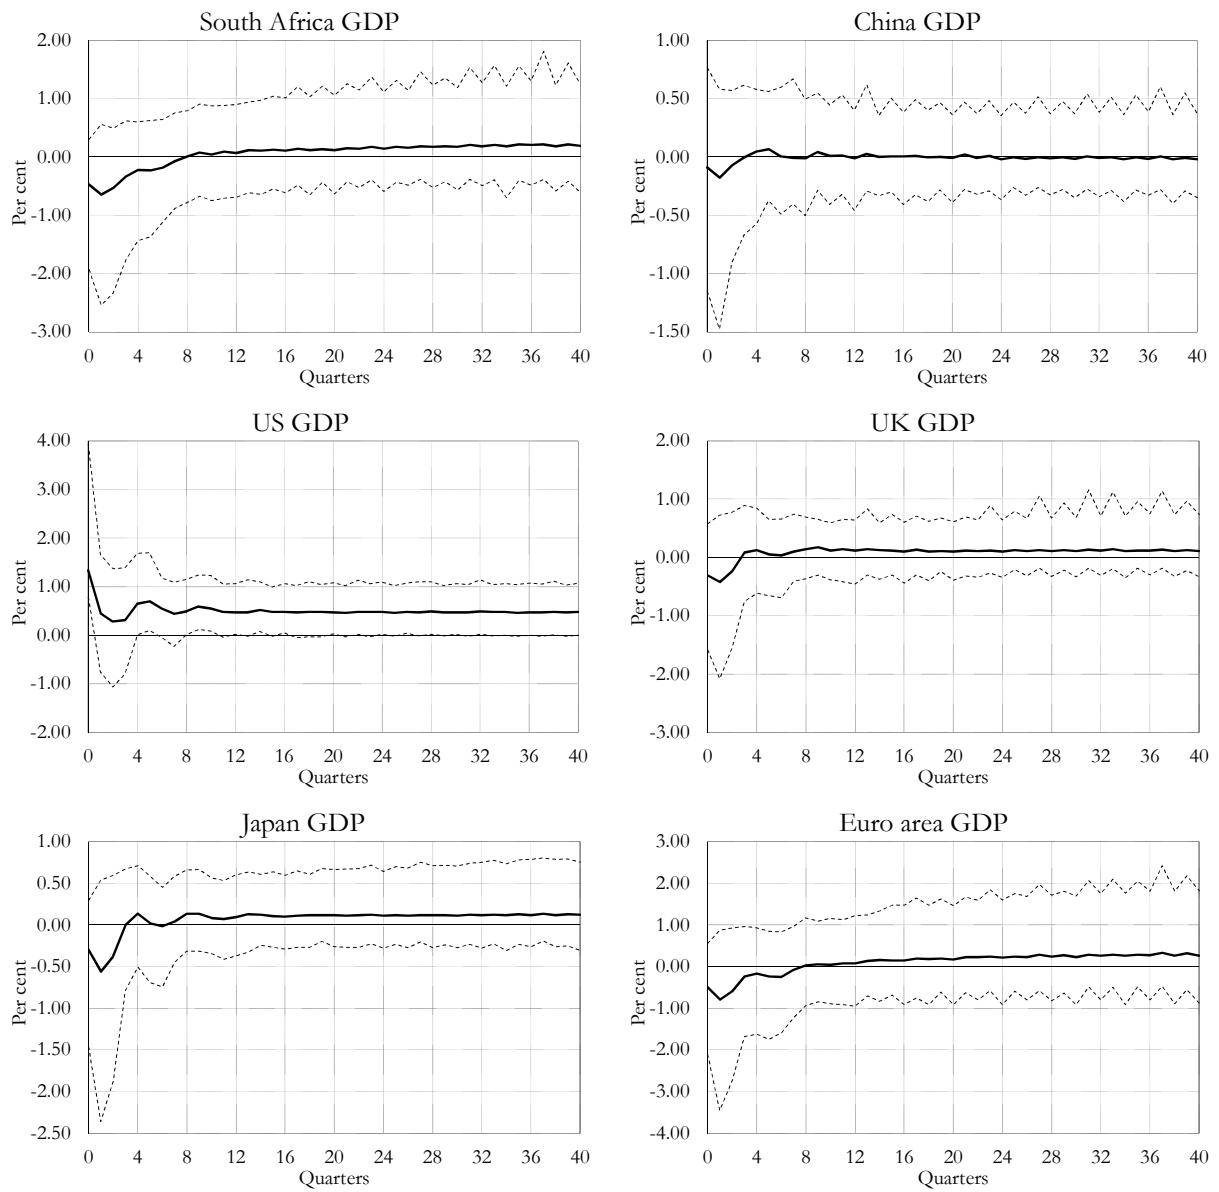 South Africa GDP
2.00
1.00
0.00
-1.00
-2.00
-3.00
Per cent
0 4 8 12 16 20 24 28 32 36 40
Quarters
China GDP
1.00
0.50
0.00
-0.50
-1.00
-1.50
Per cent
0 4 8 12 16 20 24 28 32 36 40
Quarters
US GDP
4.00
3.00
2.00
1.00
0.00
-1.00
-2.00
Per cent
0 4 8 12 16 20 24 28 32 36 40
Quarters
UK GDP
2.00
1.00
0.00
-1.00
-2.00
-3.00
Per cent
0 4 8 12 16 20 24 28 32 36 40
Quarters
Japan GDP
1.00
0.50
0.00
-0.50
-1.00
-1.50
-2.00
-2.50
Per cent
0 4 8 12 16 20 24 28 32 36 40
Quarters
Euro area GDP
3.00
2.00
1.00
0.00
-1.00
-2.00
-3.00
-4.00
Per cent
0 4 8 12 16 20 24 28 32 36 40
Quarters